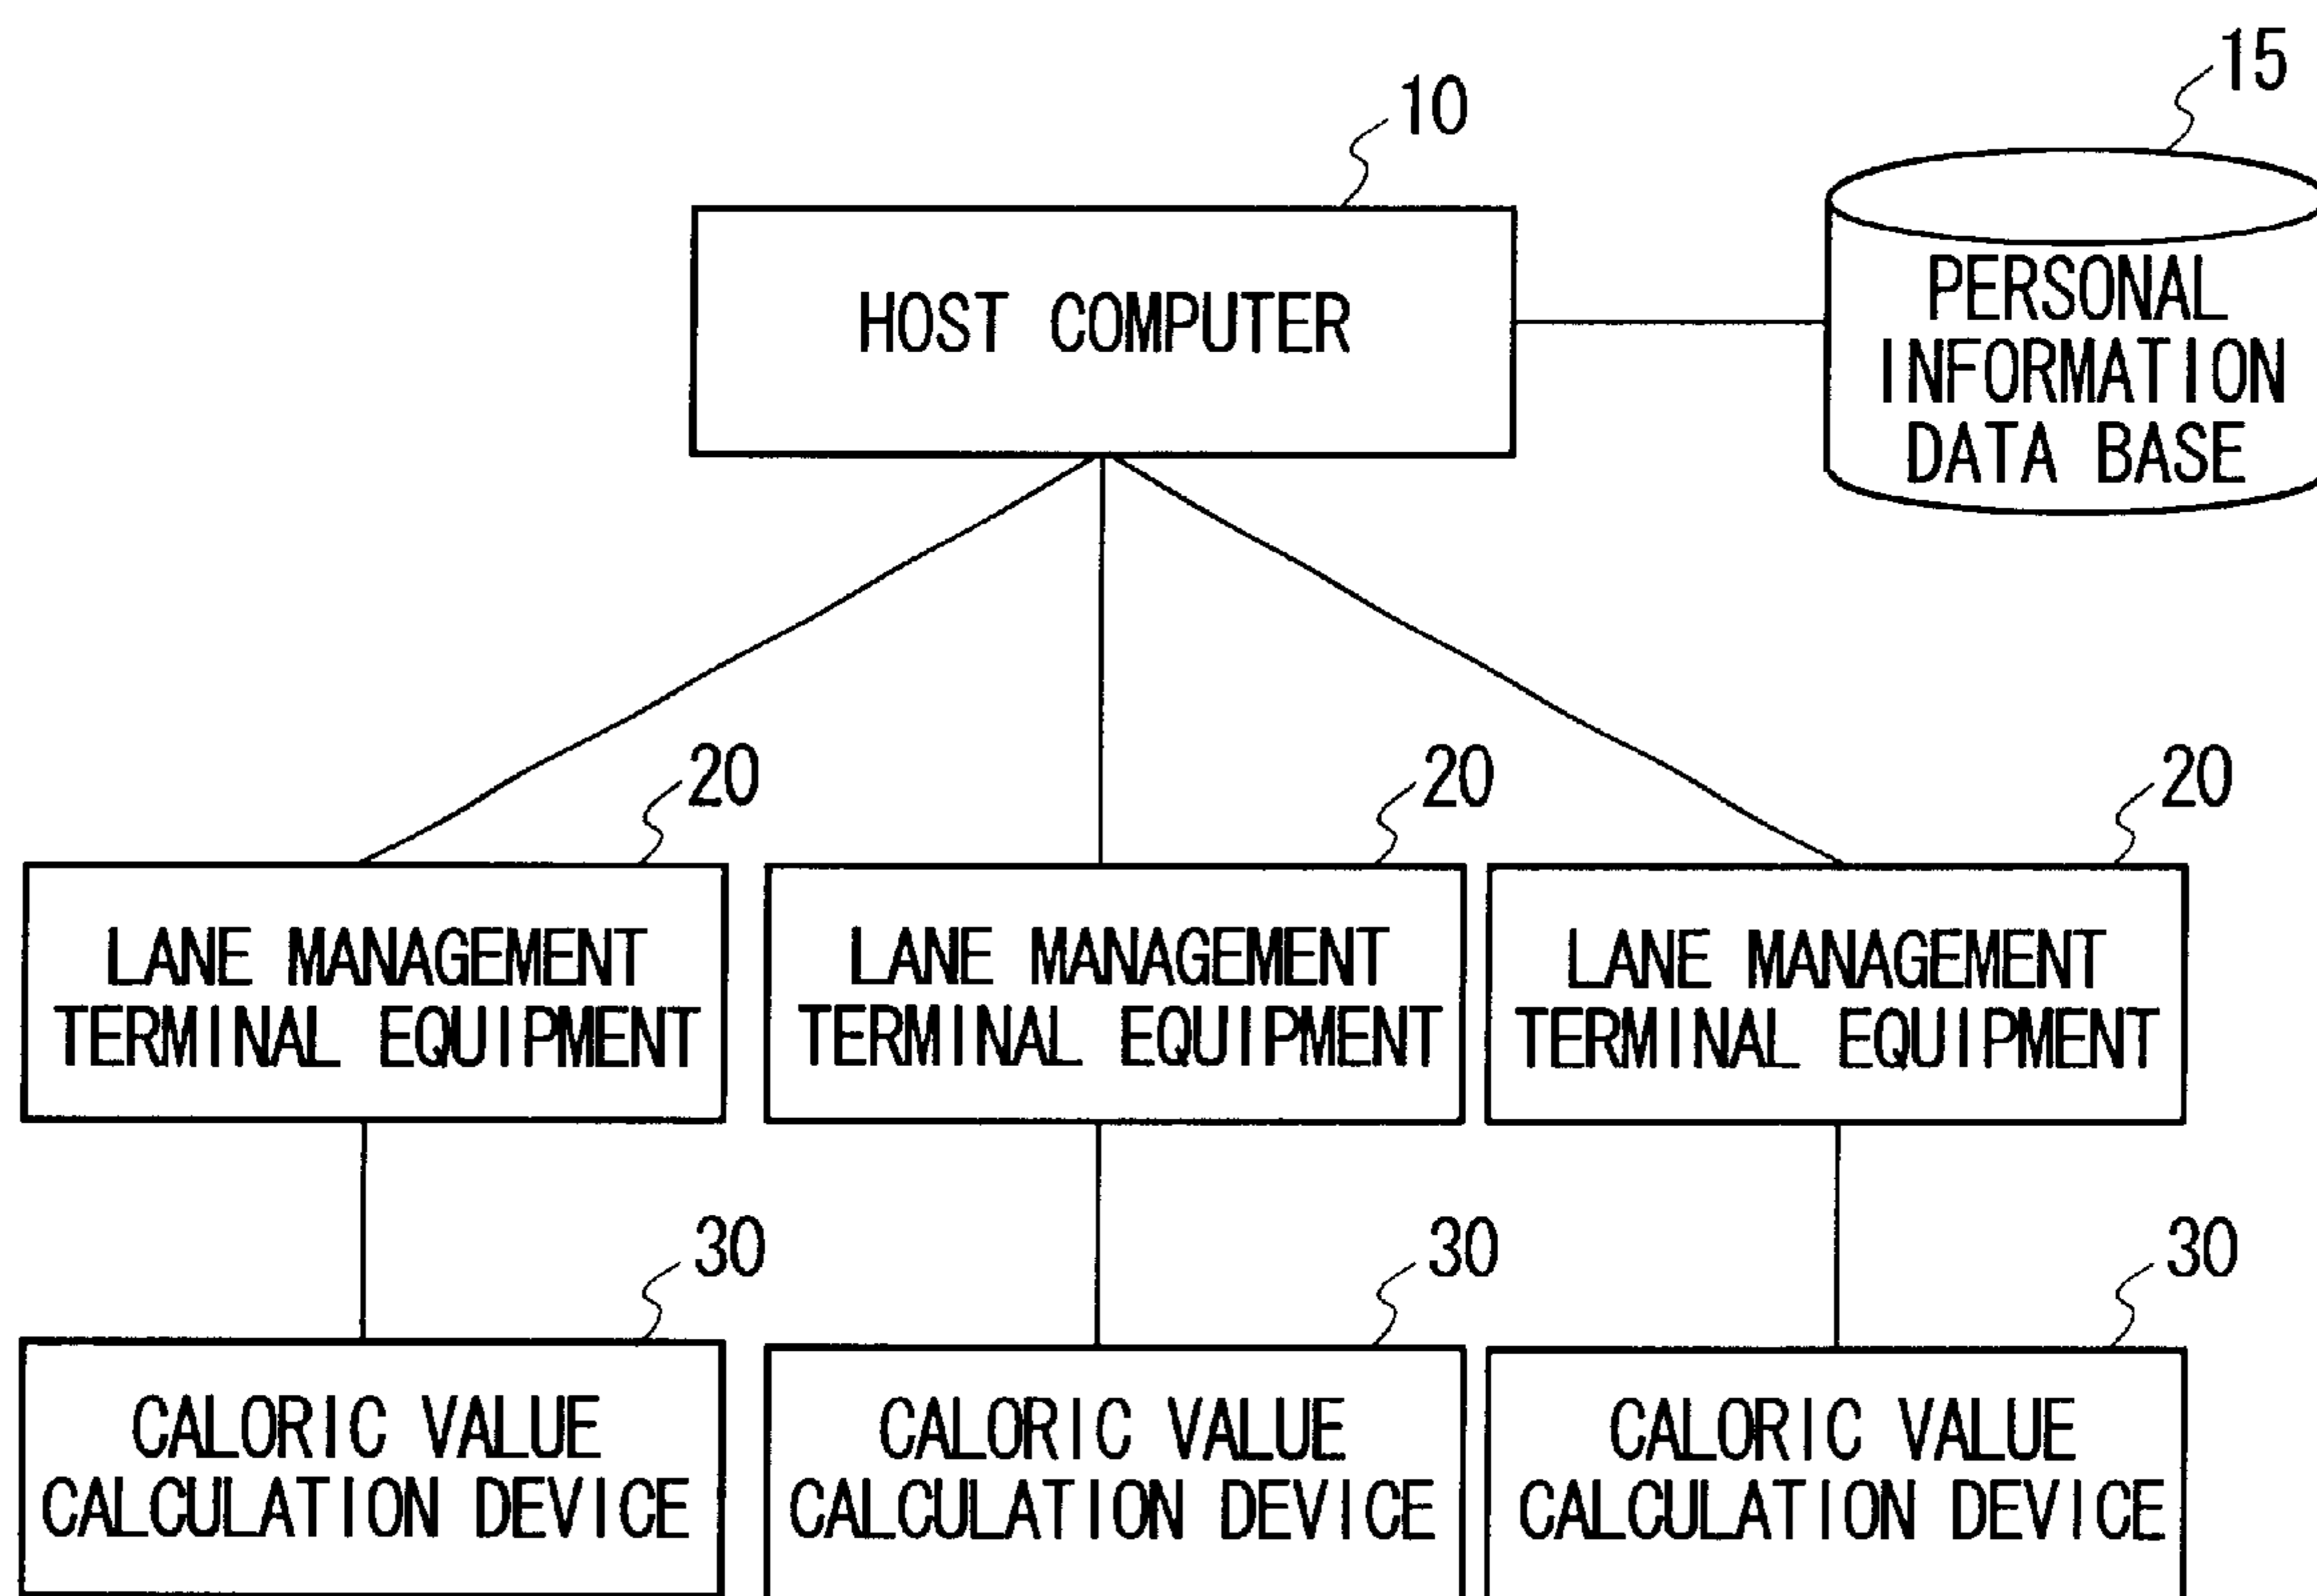 15
10
HOST COMPUTER
PERSONAL
INFORMATION
DATA BASE
20
20
20
LANE MANAGEMENT
TERMINAL EQUIPMENT
LANE MANAGEMENT
TERMINAL EQUIPMENT
LANE MANAGEMENT
TERMINAL EQUIPMENT
30
30
30
CALORIC VALUE
CALCULATION DEVICE
CALORIC VALUE
CALCULATION DEVICE
CALORIC VALUE
CALCULATION DEVICE